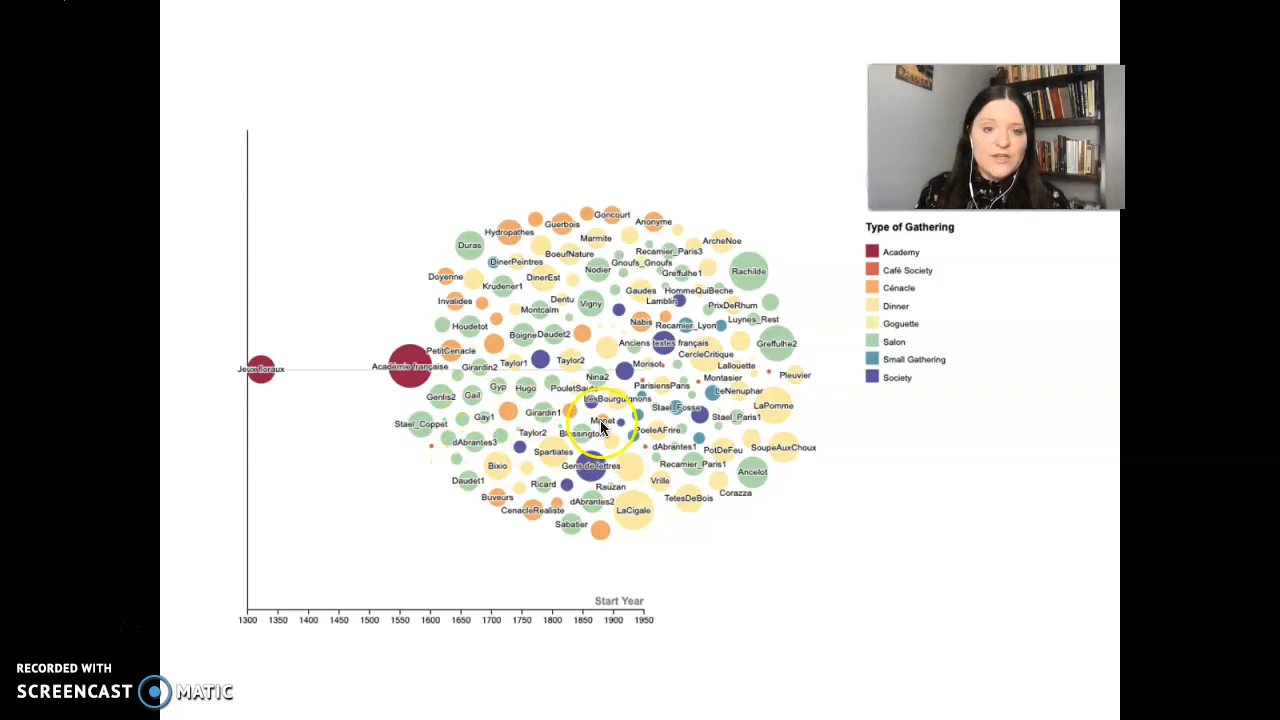 Goncourt
Guerbois
Anonyme
Hydropathes
Marmite
ArcheNoe
Duras
BoeufNature
Recamier_Paris3
DinerPeintres
Gnoufs_Gnoufs
Nodier
Greffulhe1
Rachilde
Doyenne
DinerEst
Krudener1
Gaudes
HommeQuiBeche
Invalides
Dentu
Lamblin
Montcalm
Vigny
PrixDeRhum
Houdetot
Nabis
Recamier_Lyon
Luynes_Rest
Boigne
Daudet2
Anciens textes français
Greffulhe2
PetitCenacle
CercleCritique
Jeux floraux
Académie française
Girardin2
Taylor1
Taylor2
Morisot
Lallouette
Nina2
Montasier
Pleuvier
Gyp
Hugo
PouletSauté
ParisiensPans
Genlis2
Gail
LesBourguignons
LeNenuphar
Girardin1
Stael_Fosse
LaPomme
Stael_Coppet
Gay1
Stael_Paris1
Taylor2
PoeleAFrire
dAbrantes3
dAbrantes1
PotDeFeu
SoupeAuxChoux
Spartiates
Bixio
Gens de lettres
Recamier_Paris1
Ancelot
Daudet1
Ricard
Rauzan
Vrille
Corazza
Buveurs
dAbrantes2
TetesDeBois
CenacleRealiste
LaCigale
Sabatier
Start Year
1300 1350 1400 1450 1500 1550 1600 1650 1700 1750 1800 1850 1900 1950
Type of Gathering
Academy
Café Society
Cénacle
Dinner
Goguette
Salon
Small Gathering
Society
RECORDED WITH
SCREENCAST MATIC